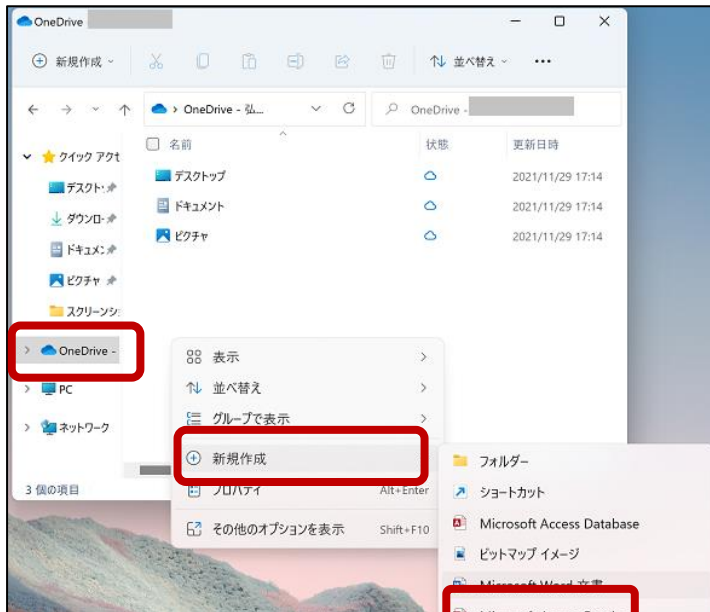 OneDrive
新規作成
並べ替え
OneDrive - 弘...
OneDrive -
名前
状態
更新日時
クイック アクセ
デスクトップ
2021/11/29 17:14
ドキュメント
2021/11/29 17:14
ピクチャ
2021/11/29 17:14
デスクト
ダウンロ
ドキュメ
ピクチャ
スクリーンシ
OneDrive -
PC
ネットワーク
3 個の項目
表示
並べ替え
グループで表示
新規作成
プロパティ Alt+Enter
その他のオプションを表示 Shift+F10
フォルダー
ショートカット
Microsoft Access Database
ビットマップ イメージ
Microsoft Word 文書